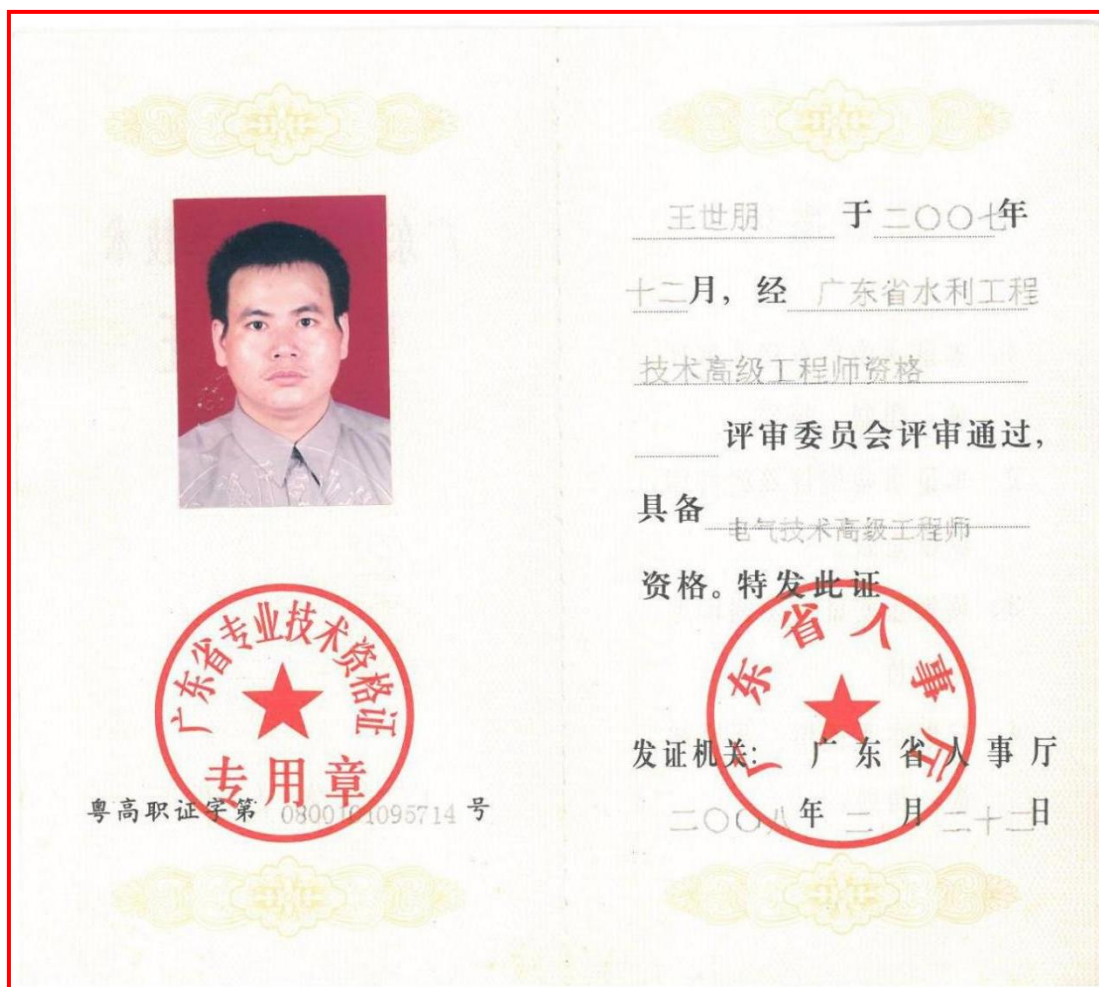 广东省专业技术资格证
专用章
粤高职证字第 0800101095714 号
王世朋 于 二〇〇七年
十二月，经 广东省水利工程
技术高级工程师资格
评审委员会评审通过，
具备 电气技术高级工程师
资格。特发此证
广东省人事厅
发证机关：广东省人事厅
二〇〇八年 二 月 二十二日